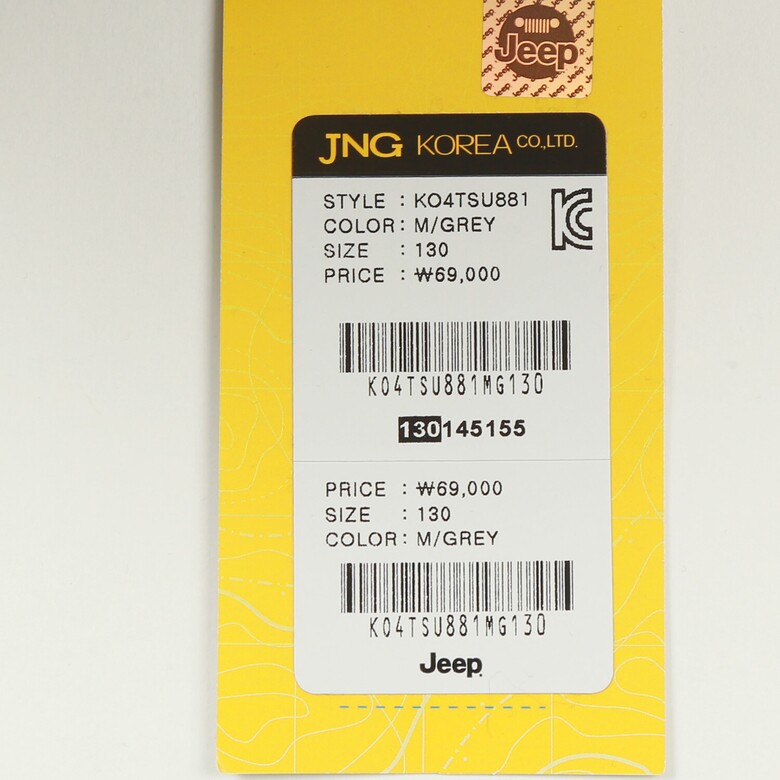 Jeep
JNG KOREA CO.,LTD.
STYLE : KO4TSU881
COLOR : M/GREY
SIZE : 130
PRICE : ₩69,000
KO4TSU881MG130
130145155
PRICE : ₩69,000
SIZE : 130
COLOR : M/GREY
KO4TSU881MG130
Jeep